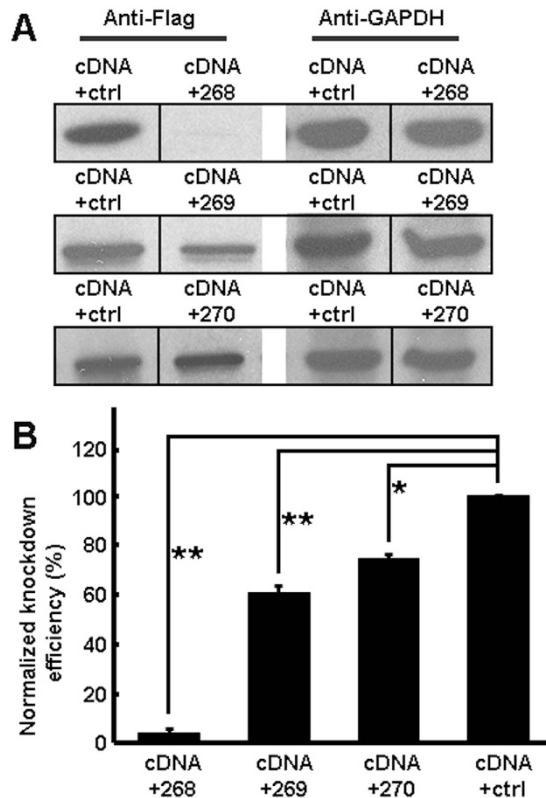 A
Anti-Flag Anti-GAPDH
cDNA cDNA cDNA cDNA
+ctrl +268 +ctrl +268
cDNA cDNA cDNA cDNA
+ctrl +269 +ctrl +269
cDNA cDNA cDNA cDNA
+ctrl +270 +ctrl +270
B
Normalized knockdown
efficiency (%)
120
100
80
60
40
20
0
**
**
*
cDNA cDNA cDNA cDNA
+268 +269 +270 +ctrl